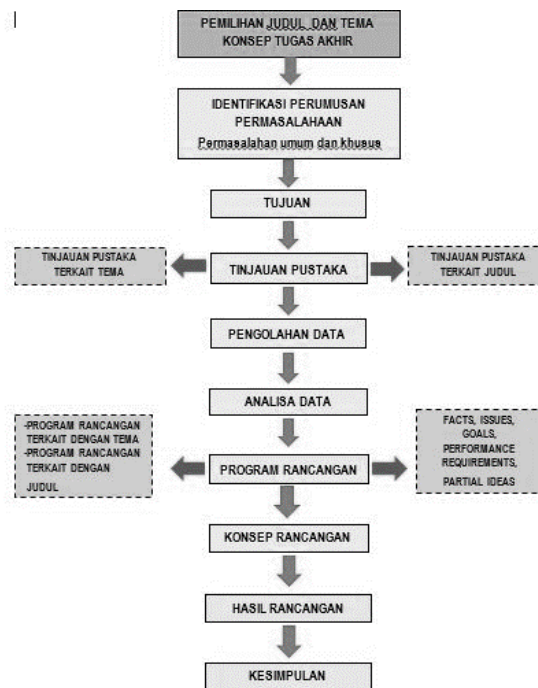 PEMILIHAN JUDUL DAN TEMA
KONSEP TUGAS AKHIR
IDENTIFIKASI PERUMUSAN
PERMASALAHAAN
Permasalahan umum dan khusus
TUJUAN
TINJAUAN PUSTAKA
TERKAIT TEMA
TINJAUAN PUSTAKA
TINJAUAN PUSTAKA
TERKAIT JUDUL
PENGOLAHAN DATA
ANALISA DATA
-PROGRAM RANCANGAN
TERKAIT DENGAN TEMA
-PROGRAM RANCANGAN
TERKAIT DENGAN
JUDUL
PROGRAM RANCANGAN
FACTS, ISSUES,
GOALS,
PERFORMANCE
REQUIREMENTS,
PARTIAL IDEAS
KONSEP RANCANGAN
HASIL RANCANGAN
KESIMPULAN